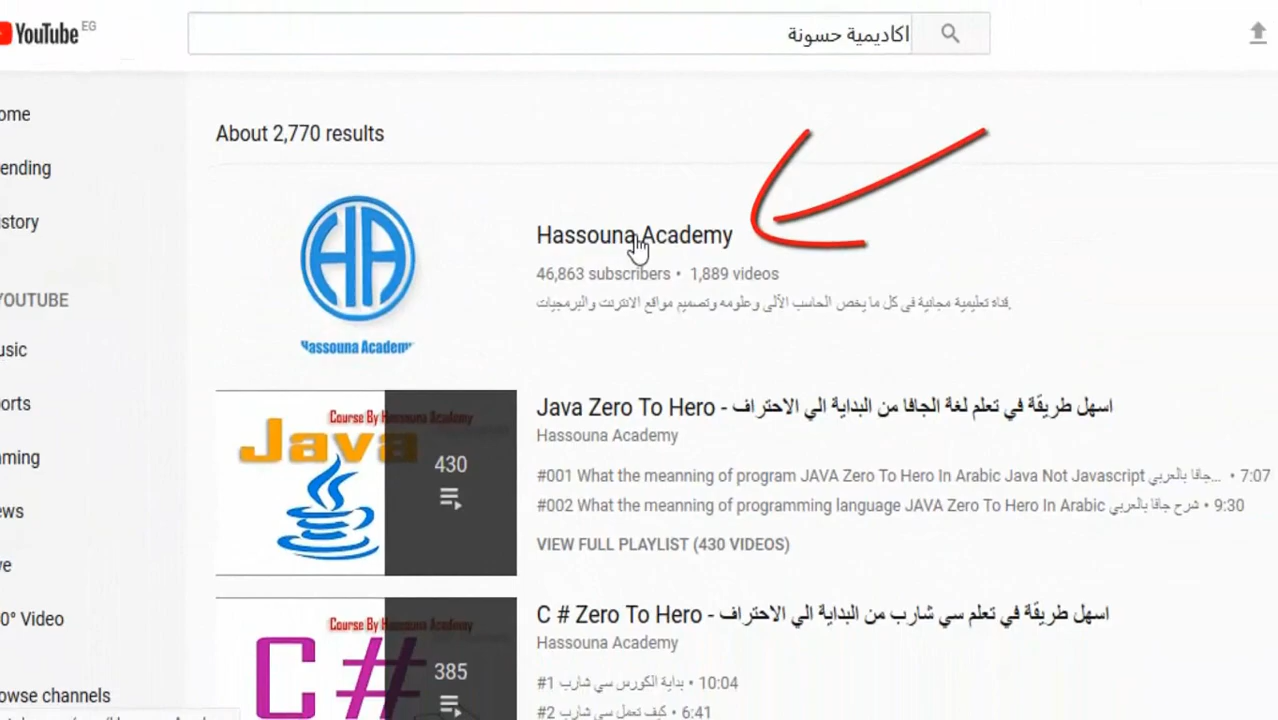 YouTube EG
اكاديمية حسونة
ome
ending
story
YOUTUBE
usic
orts
ming
ews
ve
0° Video
owse channels
About 2,770 results
HA
Hassouna Academy
Hassouna Academy
46,863 subscribers • 1,889 videos
قناه تعليمية مجانية فى كل ما يخص الحاسب الألى وعلومه وتصميم مواقع الانترنت والبرمجيات.
Course By Hassouna Academy
Java
430
Java Zero To Hero - اسهل طريقة في تعلم لغة الجافا من البداية الي الاحتراف
Hassouna Academy
#001 What the meanning of program JAVA Zero To Hero In Arabic Java Not Javascript جافا بالعربي... • 7:07
#002 What the meanning of programming language JAVA Zero To Hero In Arabic شرح جافا بالعربي • 9:30
VIEW FULL PLAYLIST (430 VIDEOS)
Course By Hassouna Academy
C#
385
C # Zero To Hero - اسهل طريقة في تعلم سي شارب من البداية الي الاحتراف
Hassouna Academy
#1 بداية الكورس سي شارب • 10:04
#2 كيف تعمل سي شارب • 6:41